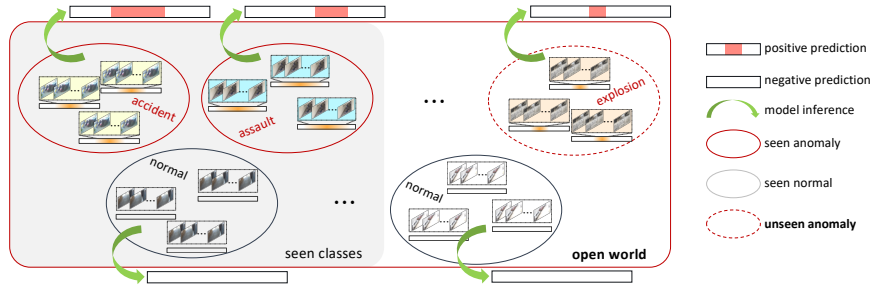 accident
assault
...
explosion
normal
...
normal
seen classes
open world
positive prediction
negative prediction
model inference
seen anomaly
seen normal
unseen anomaly